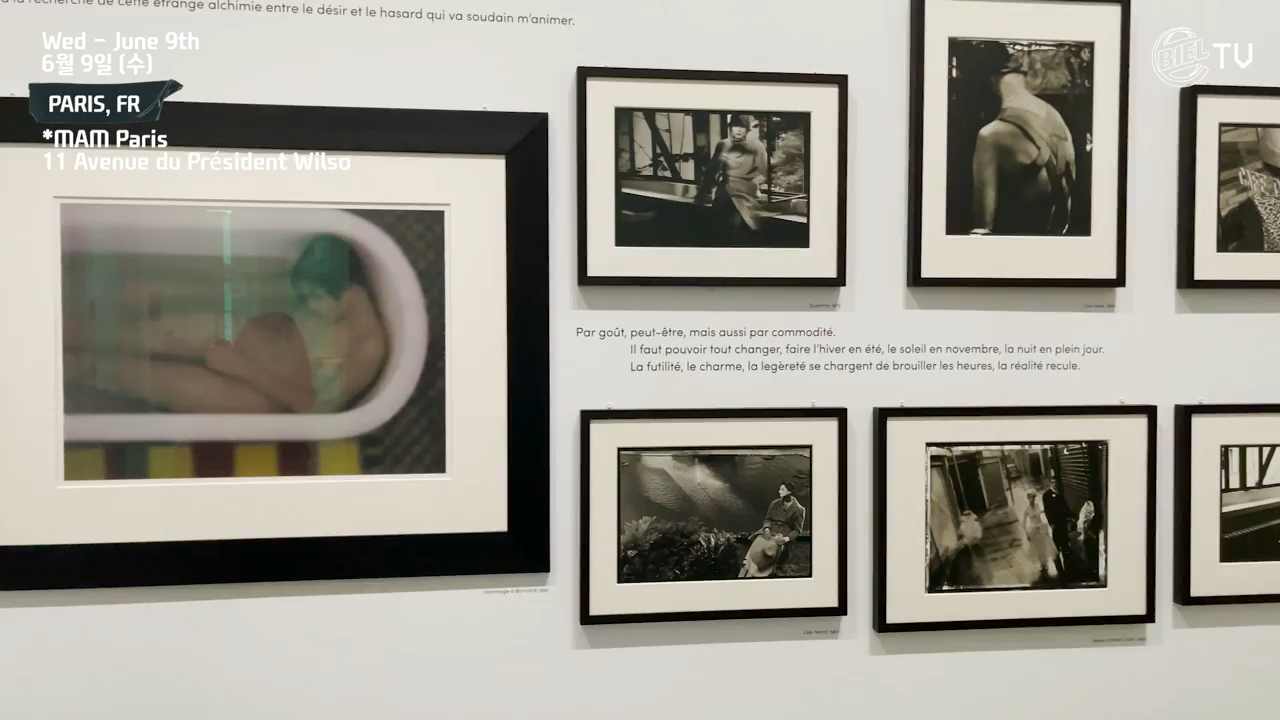 à la recherche de cette étrange alchimie entre le désir et le hasard qui va soudain m'animer.
Wed – June 9th
6월 9일 (수)
PARIS, FR
*MAM Paris
11 Avenue du Président Wilso
BIEL TV
Par goût, peut-être, mais aussi par commodité.
Il faut pouvoir tout changer, faire l'hiver en été, le soleil en novembre, la nuit en plein jour.
La futilité, le charme, la legèreté se chargent de brouiller les heures, la réalité recule.
Hommage à Bonnard